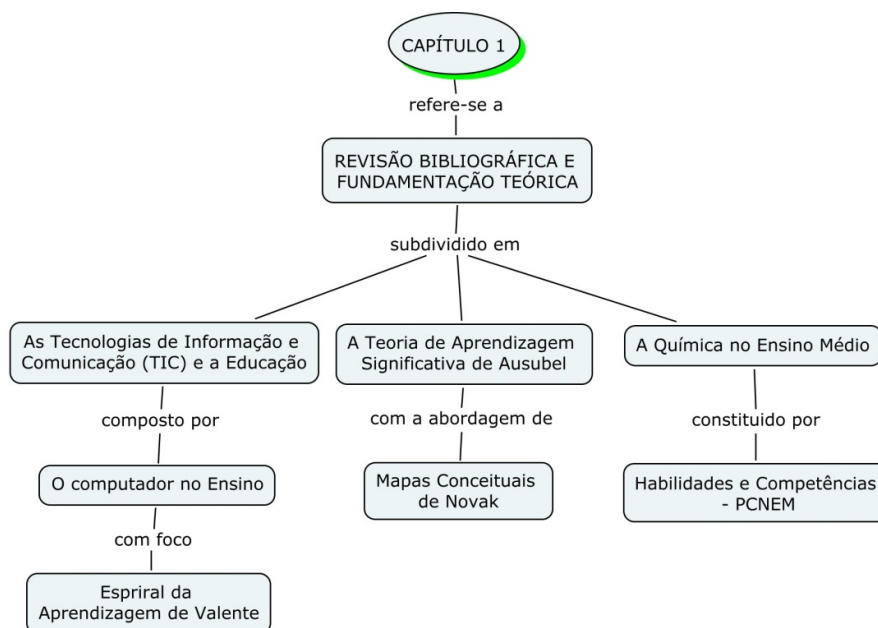 CAPÍTULO 1
refere-se a
REVISÃO BIBLIOGRÁFICA E
FUNDAMENTAÇÃO TEÓRICA
subdividido em
As Tecnologias de Informação e
Comunicação (TIC) e a Educação
composto por
O computador no Ensino
com foco
Espriral da
Aprendizagem de Valente
A Teoria de Aprendizagem
Significativa de Ausubel
com a abordagem de
Mapas Conceituais
de Novak
A Química no Ensino Médio
constituido por
Habilidades e Competências
- PCNEM